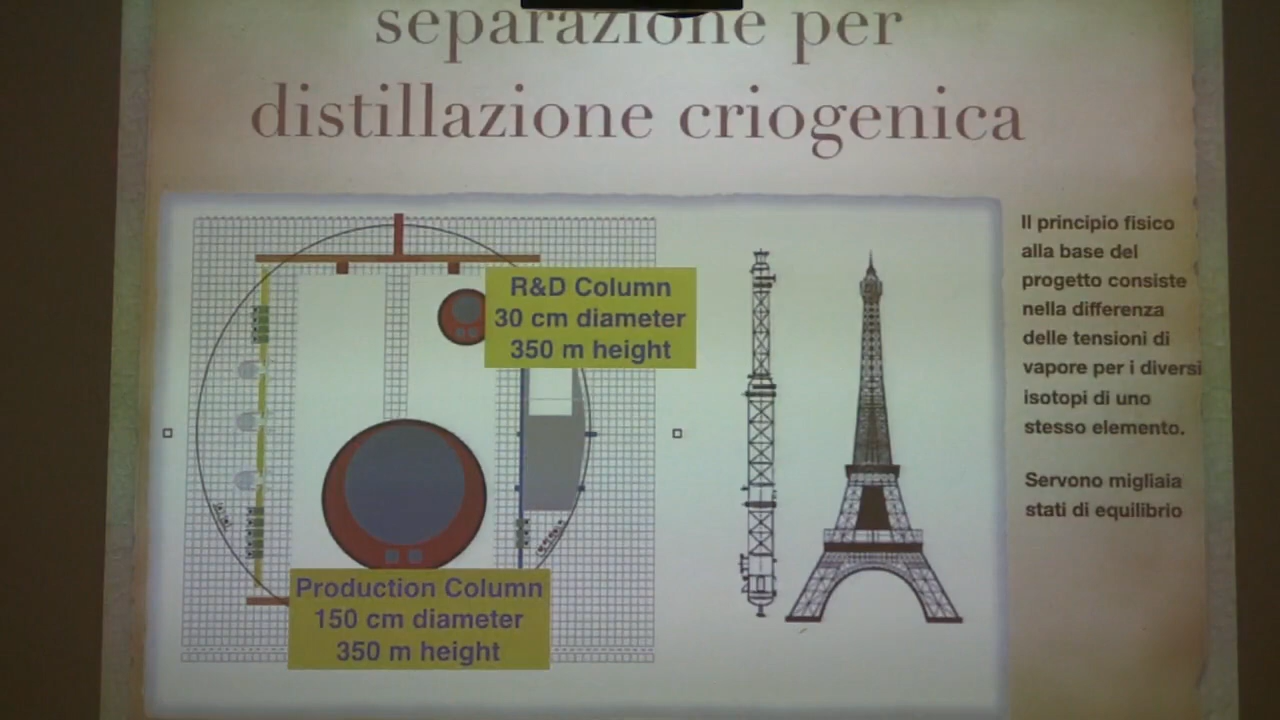 separazione per
distillazione criogenica
R&D Column
30 cm diameter
350 m height
Production Column
150 cm diameter
350 m height
Il principio fisico
alla base del
progetto consiste
nella differenza
delle tensioni di
vapore per i diversi
isotopi di uno
stesso elemento.
Servono migliaia
stati di equilibrio